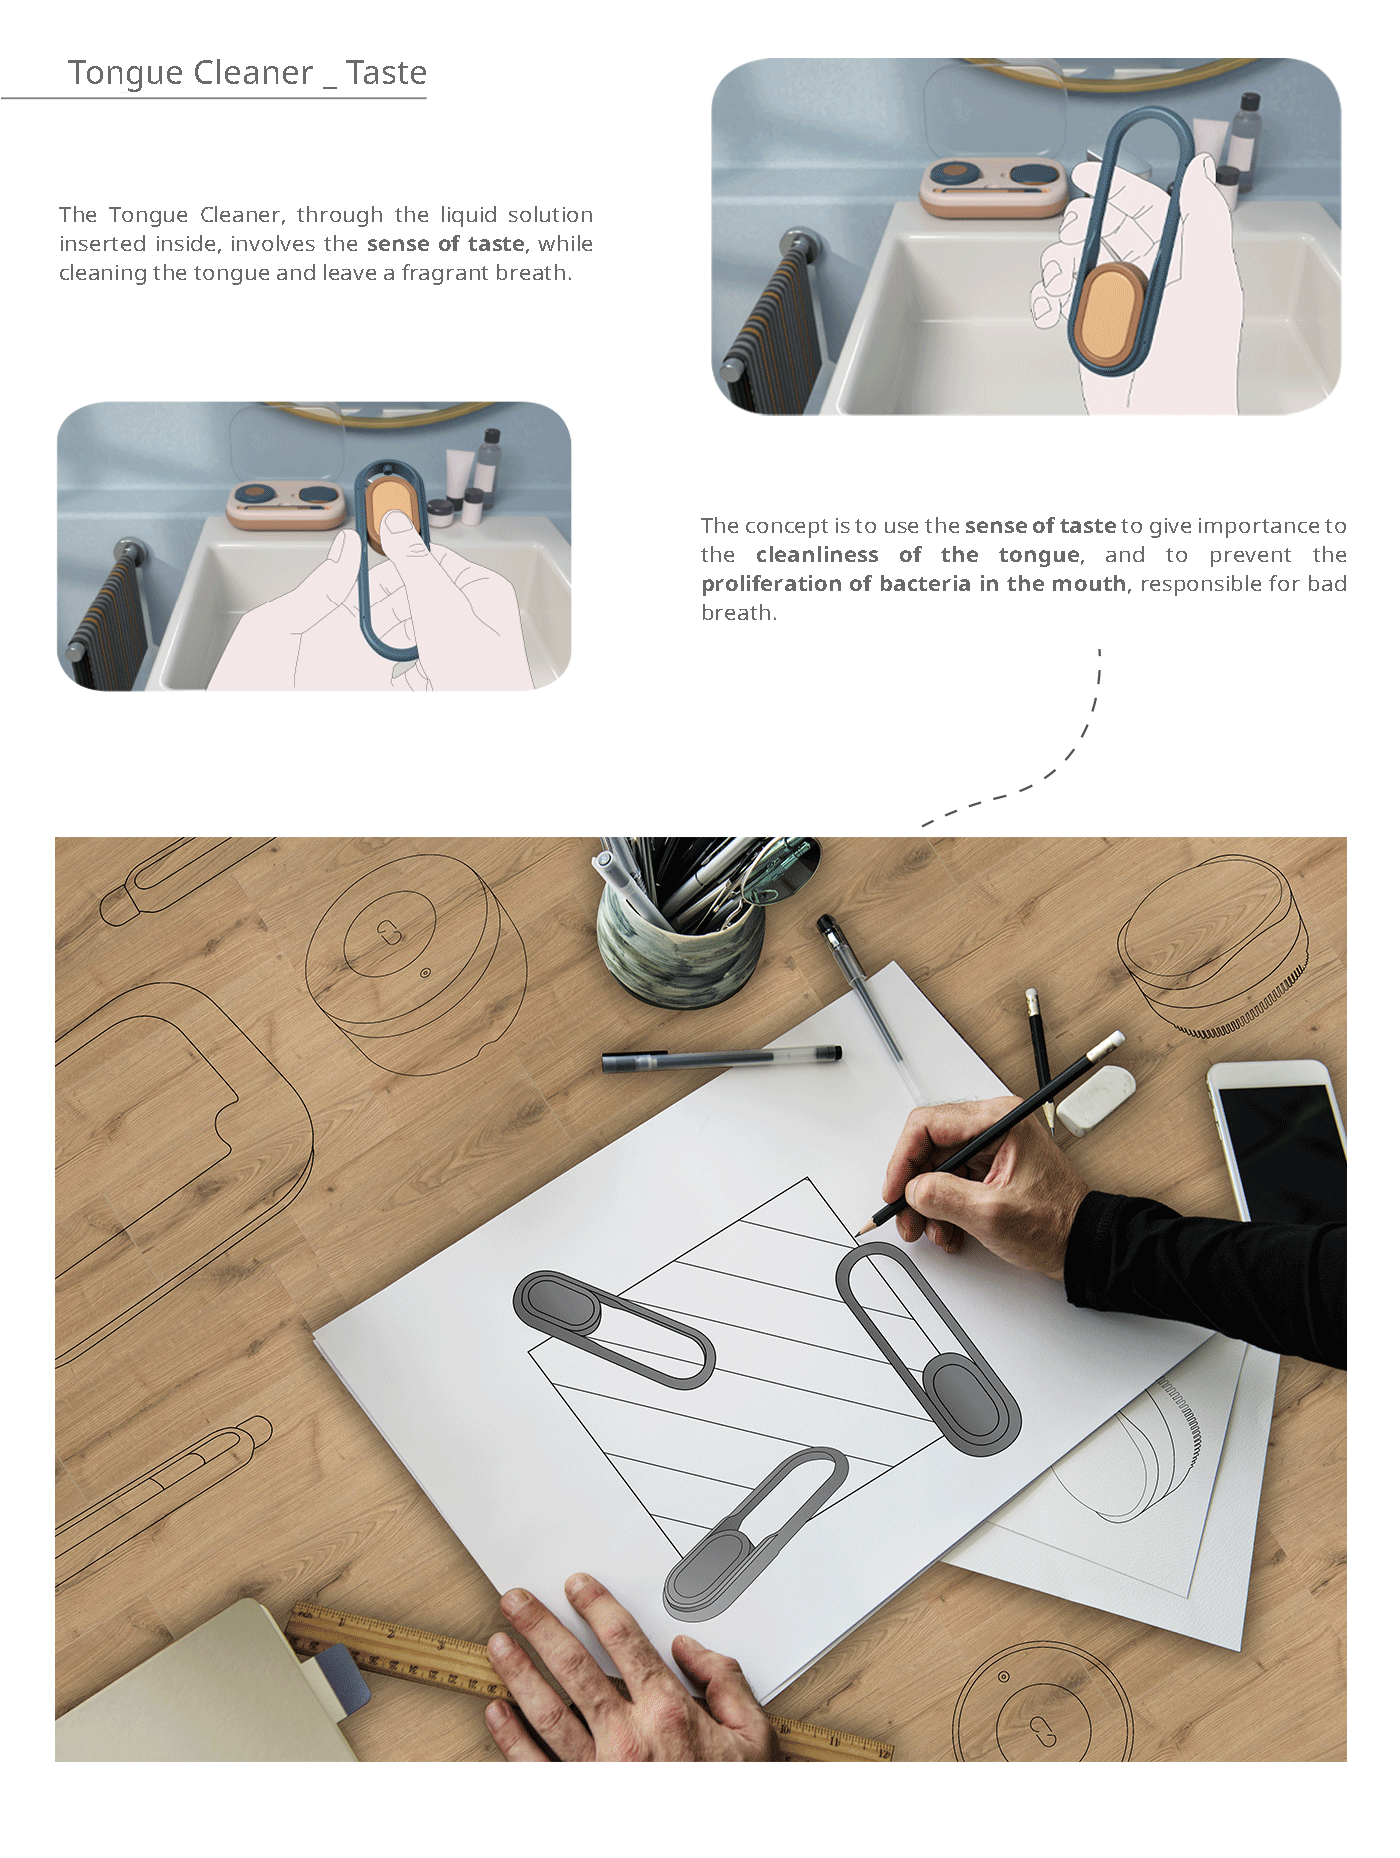 Tongue Cleaner _ Taste
The Tongue Cleaner, through the liquid solution
inserted inside, involves the sense of taste, while
cleaning the tongue and leave a fragrant breath.
The concept is to use the sense of taste to give importance to
the cleanliness of the tongue, and to prevent the
proliferation of bacteria in the mouth, responsible for bad
breath.